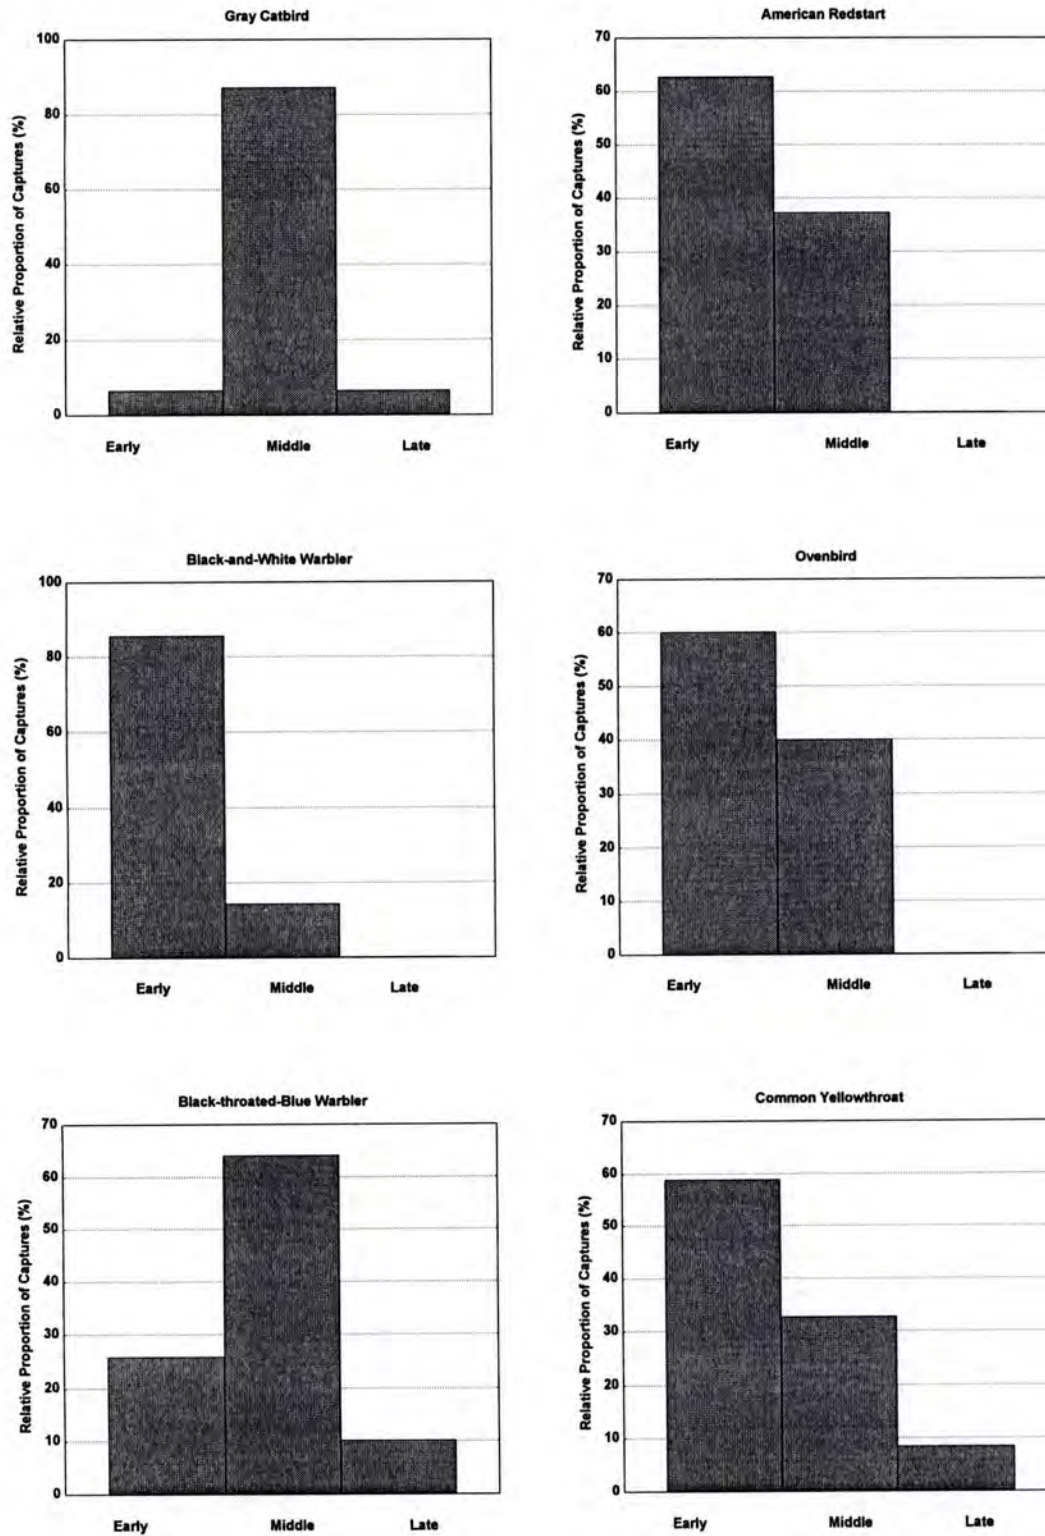 Gray Catbird
Relative Proportion of Captures (%)
100
80
60
40
20
0
Early Middle Late
American Redstart
Relative Proportion of Captures (%)
70
60
50
40
30
20
10
0
Early Middle Late
Black-and-White Warbler
Relative Proportion of Captures (%)
100
80
60
40
20
0
Early Middle Late
Ovenbird
Relative Proportion of Captures (%)
70
60
50
40
30
20
10
0
Early Middle Late
Black-throated-Blue Warbler
Relative Proportion of Captures (%)
70
60
50
40
30
20
10
0
Early Middle Late
Common Yellowthroat
Relative Proportion of Captures (%)
70
60
50
40
30
20
10
0
Early Middle Late